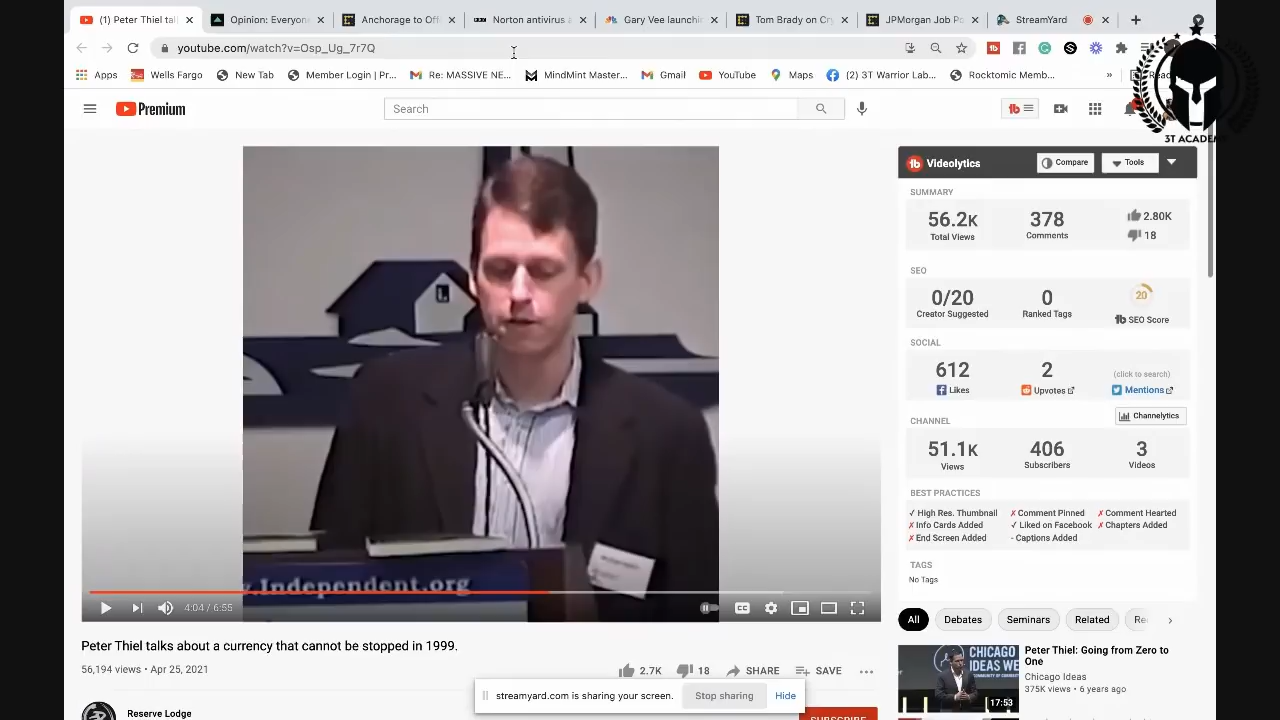 (1) Peter Thiel tal
Opinion: Everyone
Anchorage to Off
Norton antivirus a
Gary Vee launchi
Tom Brady on Cry
JPMorgan Job Po
StreamYard
youtube.com/watch?v=Osp_Ug_7r7Q
Apps
Wells Fargo
New Tab
Member Login | Pr...
MindMint Master...
Gmail
YouTube
Maps
(2) 3T Warrior Lab...
Rocktomic Memb...
»
Premium
Search
3T ACADEMY
Videolytics
Compare
Tools
SUMMARY
56.2K
378
2.80K
Total Views
Comments
18
SEO
0/20
0
20
Creator Suggested
Ranked Tags
SEO Score
SOCIAL
612
2
(click to search)
Likes
Upvotes
Mentions
CHANNEL
Channelytics
51.1K
406
3
Views
Subscribers
Videos
BEST PRACTICES
✓ High Res. Thumbnail
✗ Comment Pinned
✗ Comment Hearted
✗ Info Cards Added
✓ Liked on Facebook
✗ Chapters Added
✗ End Screen Added
- Captions Added
TAGS
No Tags
.Independent.org
4:04 / 6:55
CC
All
Debates
Seminars
Related
Re
Peter Thiel talks about a currency that cannot be stopped in 1999.
56,194 views • Apr 25, 2021
2.7K
18
SHARE
SAVE
streamyard.com is sharing your screen.
Stop sharing
Hide
Reserve Lodge
SUBSCRIBE
CHICAGO
IDEAS WE
17:53
Peter Thiel: Going from Zero to
One
Chicago Ideas
375K views • 6 years ago